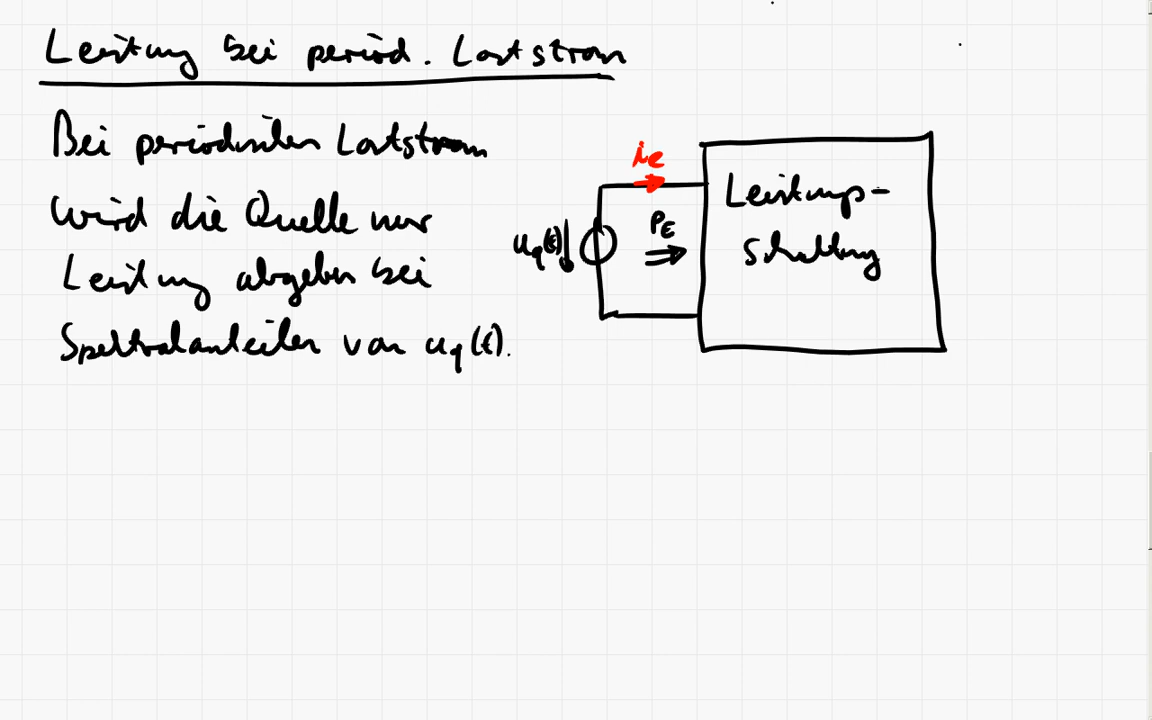 Leistung bei period. Laststrom
Bei periodischen Laststrom
wird die Quelle nur
Leistung abgeben bei
Spektralanteilen von uq(t).
ie
uq(t)
PE
Leistungs-
schaltung